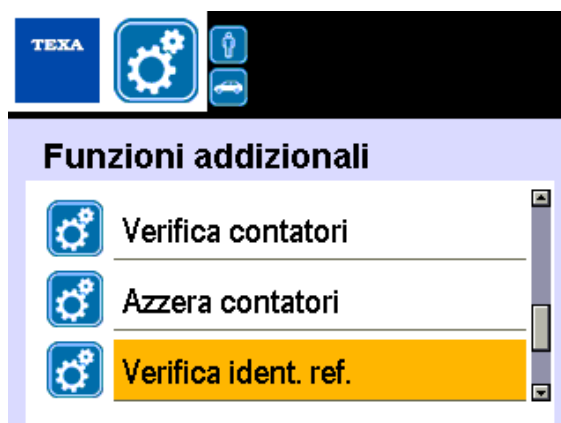 TEXA
Funzioni addizionali
Verifica contatori
Azzera contatori
Verifica ident. ref.